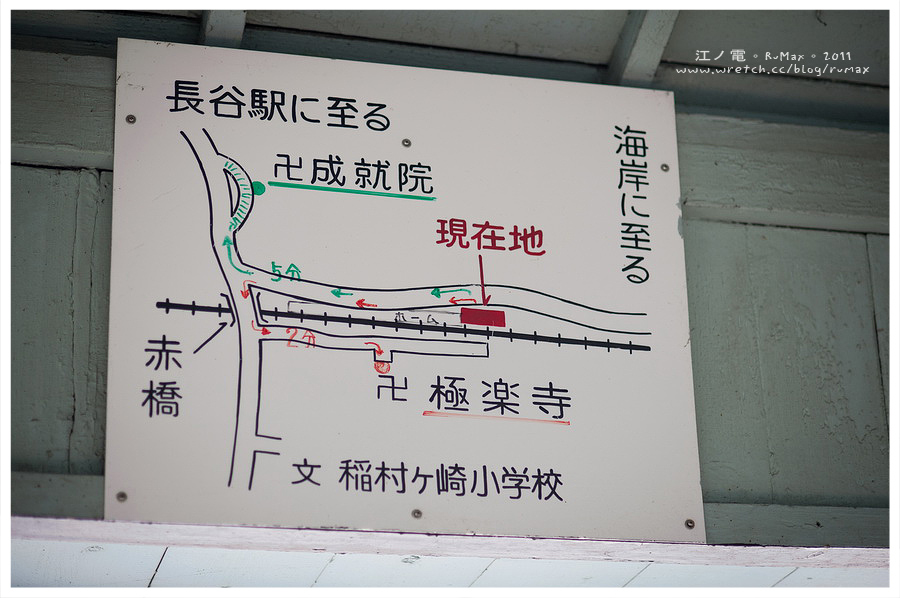 江ノ電。RuMax。2011
www.wretch.cc/blog/rumax
長谷駅に至る
海岸に至る
卍成就院
現在地
5分
ホーム
2分
赤橋
卍 極楽寺
文 稲村ヶ崎小学校